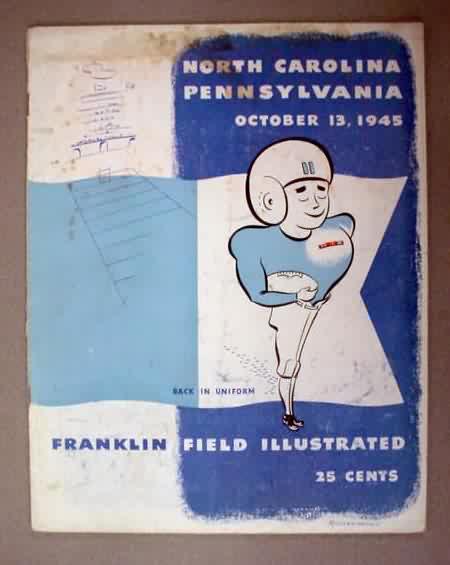 NORTH CAROLINA
PENNSYLVANIA
OCTOBER 13, 1945
BACK IN UNIFORM
FRANKLIN FIELD ILLUSTRATED
25 CENTS